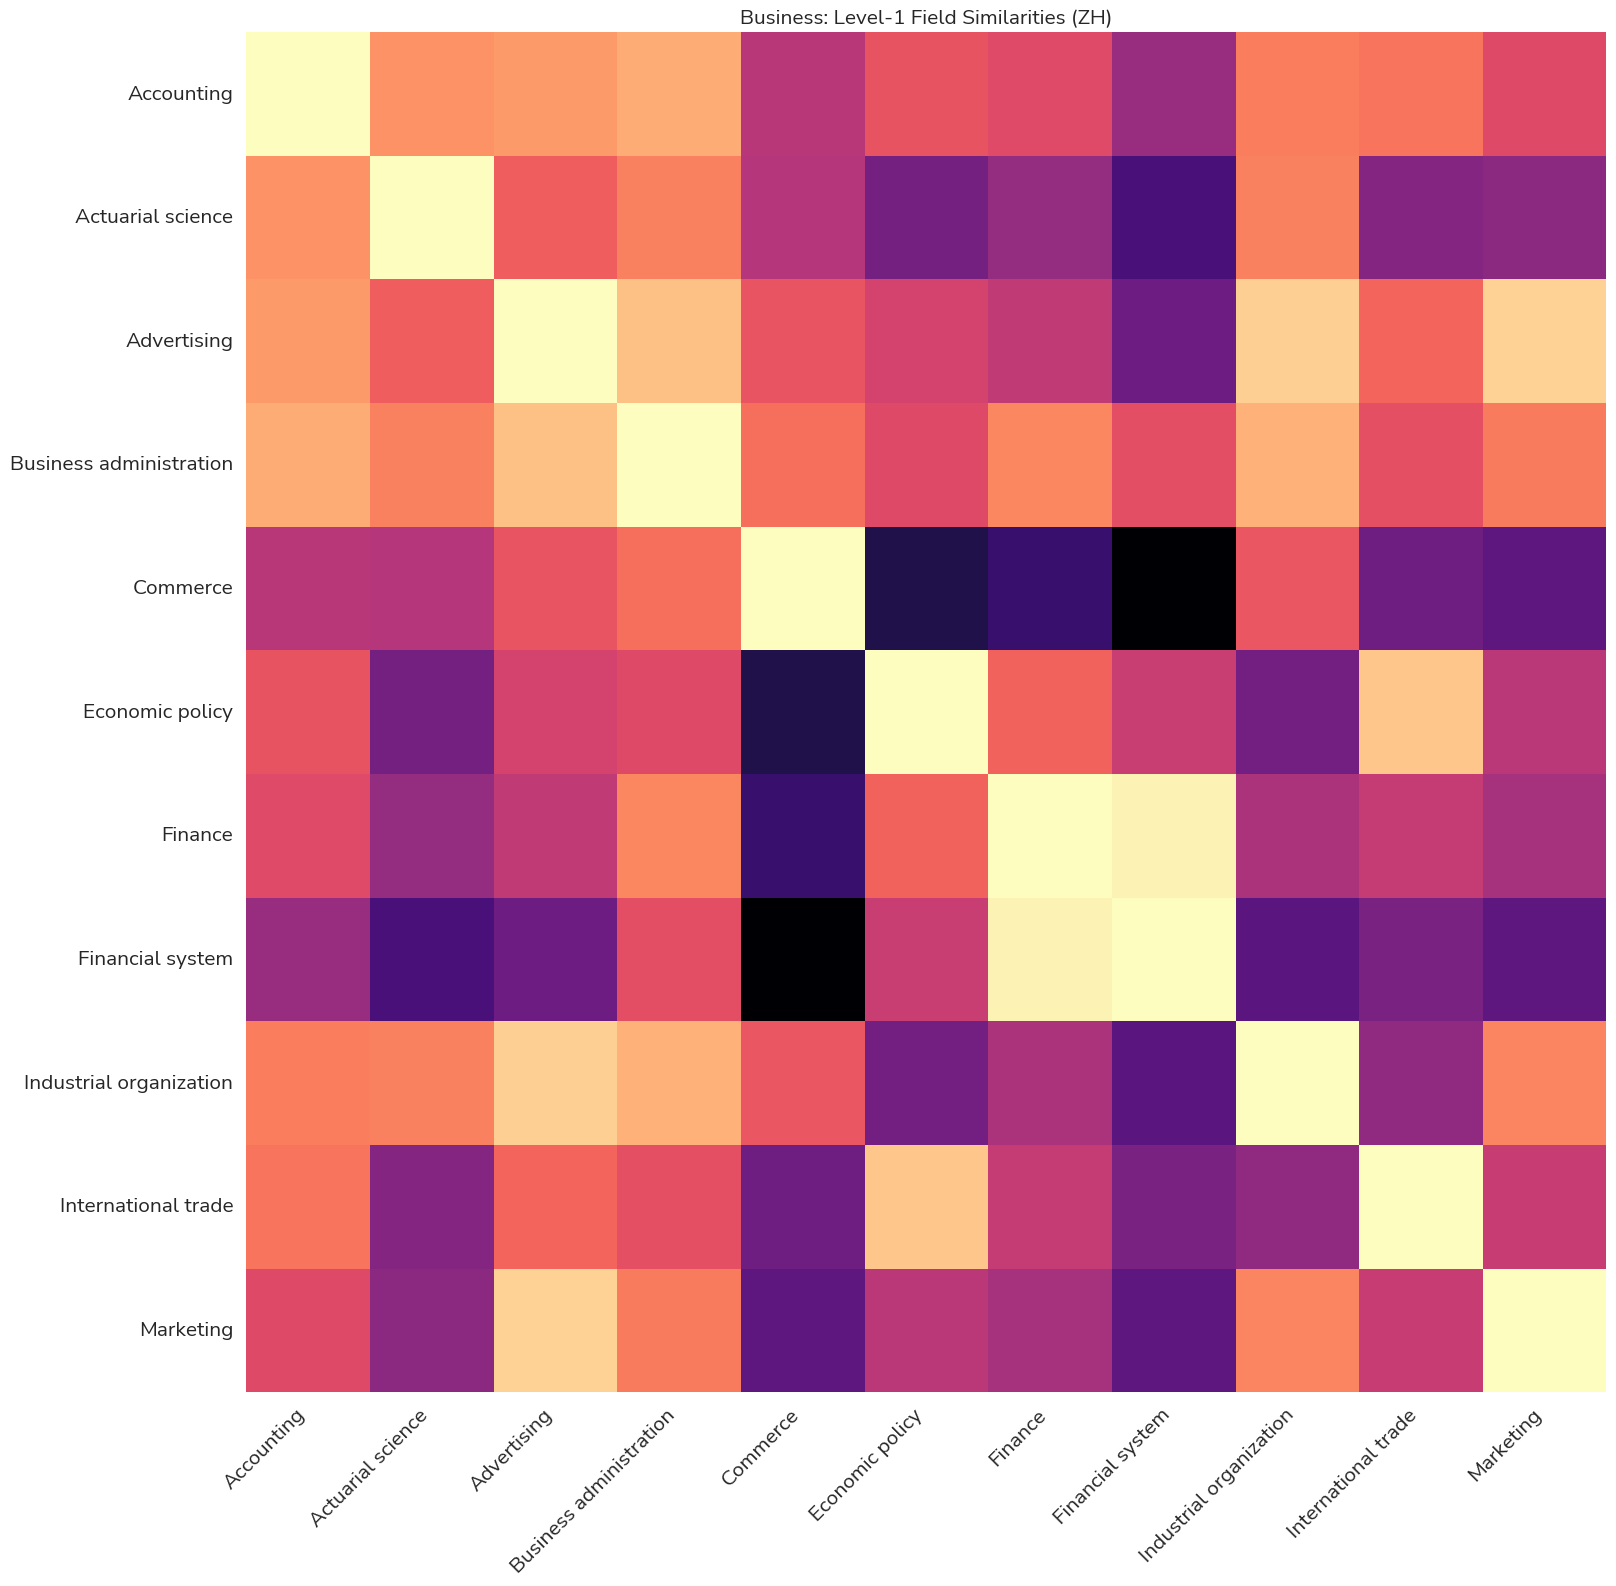 Business: Level-1 Field Similarities (ZH)
Accounting
Actuarial science
Advertising
Business administration
Commerce
Economic policy
Finance
Financial system
Industrial organization
International trade
Marketing
Accounting
Actuarial science
Advertising
Business administration
Commerce
Economic policy
Finance
Financial system
Industrial organization
International trade
Marketing